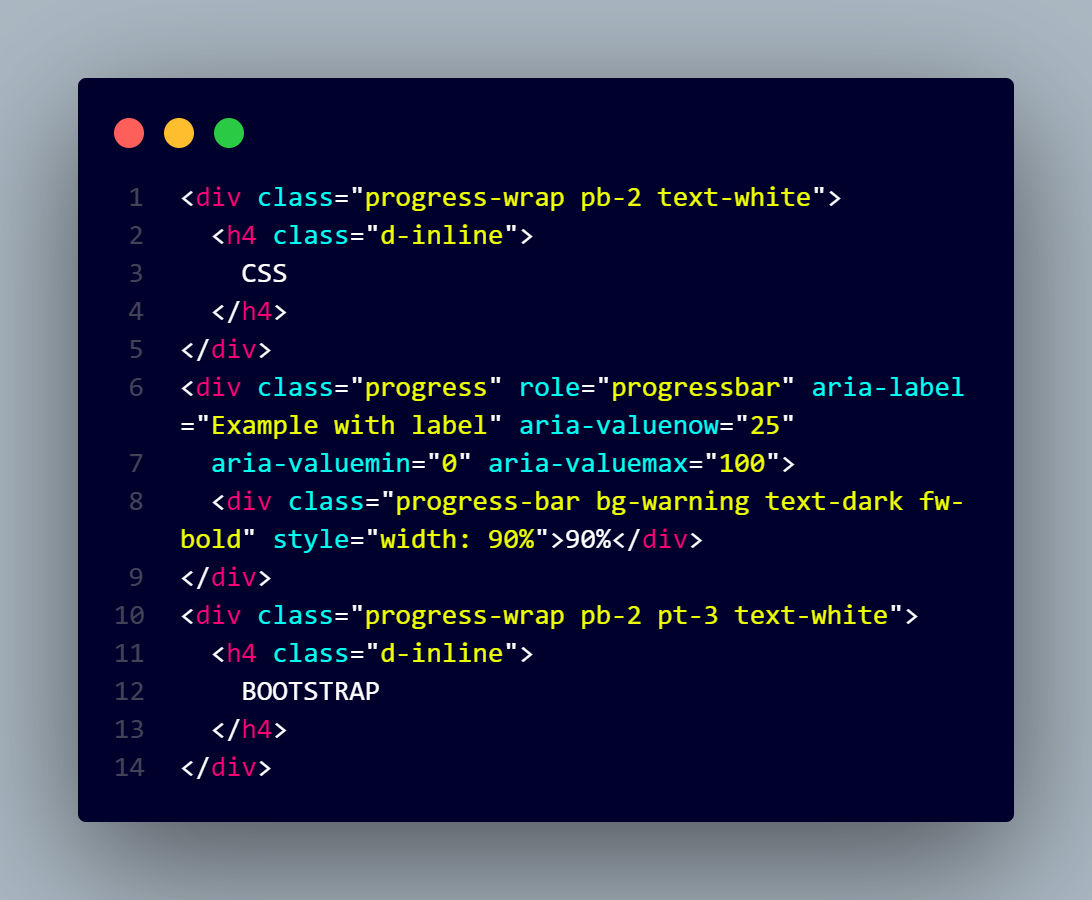 1 <div class="progress-wrap pb-2 text-white">
2   <h4 class="d-inline">
3     CSS
4   </h4>
5 </div>
6 <div class="progress" role="progressbar" aria-label
="Example with label" aria-valuenow="25"
7   aria-valuemin="0" aria-valuemax="100">
8   <div class="progress-bar bg-warning text-dark fw-
bold" style="width: 90%">90%</div>
9 </div>
10 <div class="progress-wrap pb-2 pt-3 text-white">
11   <h4 class="d-inline">
12     BOOTSTRAP
13   </h4>
14 </div>